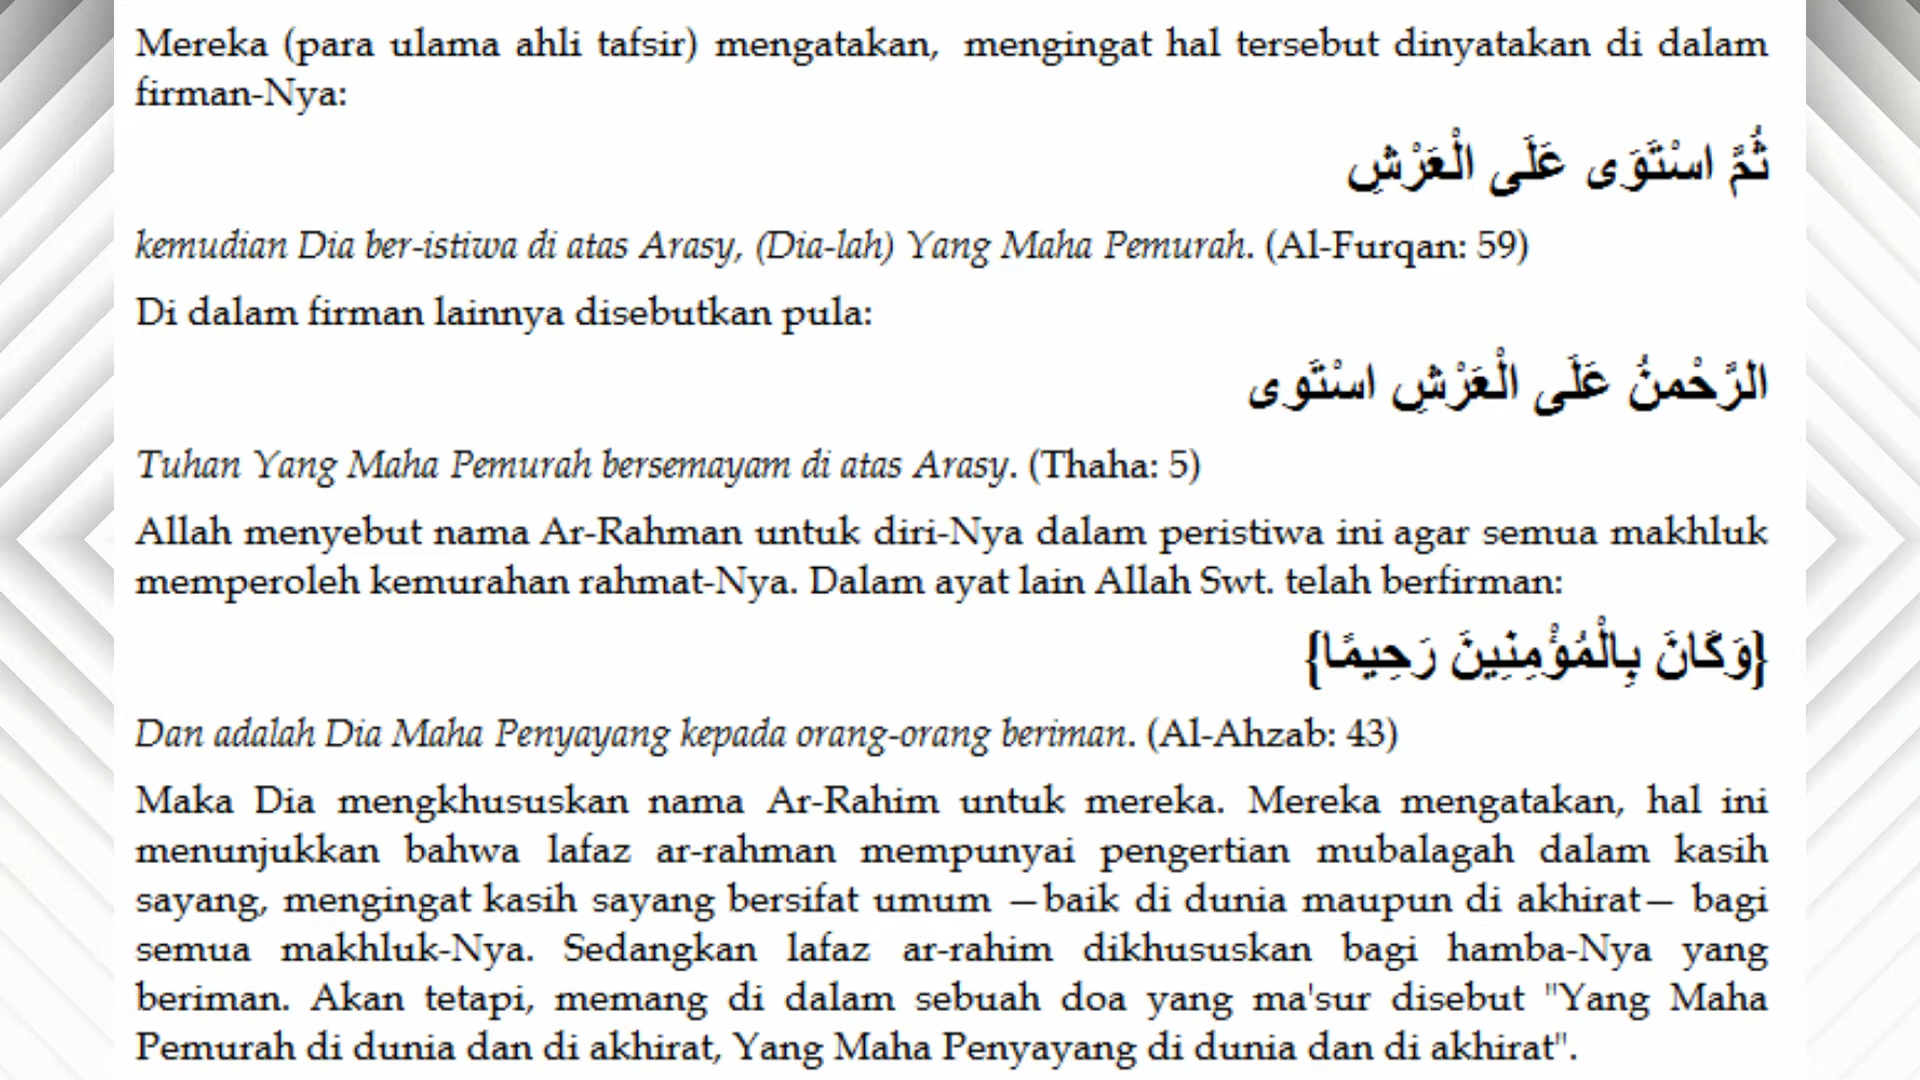 Mereka (para ulama ahli tafsir) mengatakan, mengingat hal tersebut dinyatakan di dalam
firman-Nya:
ثُمَّ اسْتَوَى عَلَى الْعَرْشِ
kemudian Dia ber-istiwa di atas Arasy, (Dia-lah) Yang Maha Pemurah. (Al-Furqan: 59)
Di dalam firman lainnya disebutkan pula:
الرَّحْمنُ عَلَى الْعَرْشِ اسْتَوى
Tuhan Yang Maha Pemurah bersemayam di atas Arasy. (Thaha: 5)
Allah menyebut nama Ar-Rahman untuk diri-Nya dalam peristiwa ini agar semua makhluk
memperoleh kemurahan rahmat-Nya. Dalam ayat lain Allah Swt. telah berfirman:
{وَكَانَ بِالْمُؤْمِنِينَ رَحِيمًا}
Dan adalah Dia Maha Penyayang kepada orang-orang beriman. (Al-Ahzab: 43)
Maka Dia mengkhususkan nama Ar-Rahim untuk mereka. Mereka mengatakan, hal ini
menunjukkan bahwa lafaz ar-rahman mempunyai pengertian mubalagah dalam kasih
sayang, mengingat kasih sayang bersifat umum —baik di dunia maupun di akhirat— bagi
semua makhluk-Nya. Sedangkan lafaz ar-rahim dikhususkan bagi hamba-Nya yang
beriman. Akan tetapi, memang di dalam sebuah doa yang ma'sur disebut "Yang Maha
Pemurah di dunia dan di akhirat, Yang Maha Penyayang di dunia dan di akhirat".